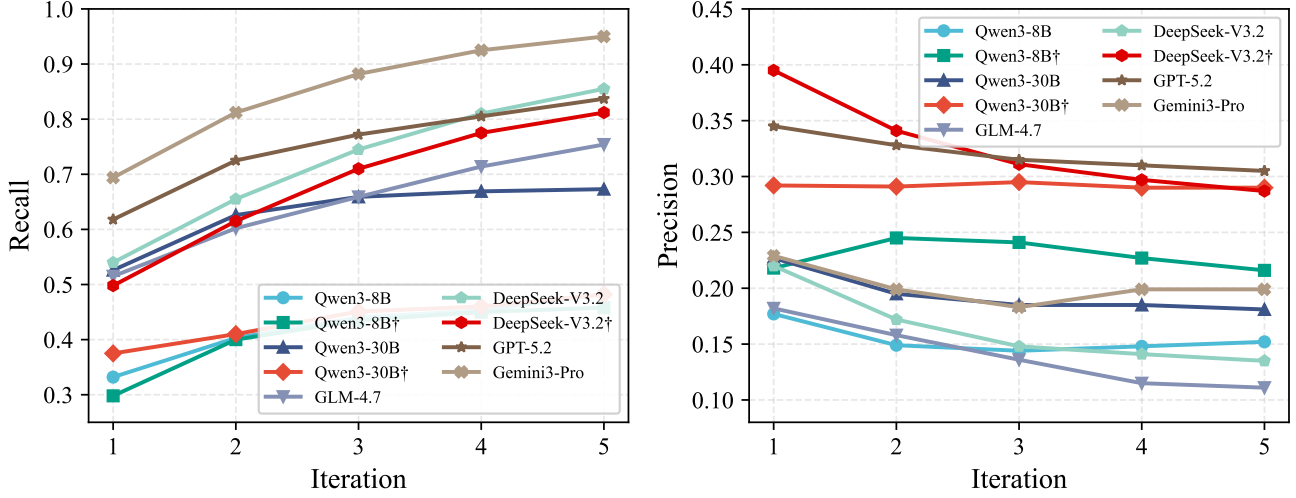 1.0
0.9
0.8
0.7
0.6
0.5
0.4
0.3
Recall
1 2 3 4 5
Iteration
Qwen3-8B
Qwen3-8B†
Qwen3-30B
Qwen3-30B†
GLM-4.7
DeepSeek-V3.2
DeepSeek-V3.2†
GPT-5.2
Gemini3-Pro
0.45
0.40
0.35
0.30
0.25
0.20
0.15
0.10
Precision
1 2 3 4 5
Iteration
Qwen3-8B
Qwen3-8B†
Qwen3-30B
Qwen3-30B†
GLM-4.7
DeepSeek-V3.2
DeepSeek-V3.2†
GPT-5.2
Gemini3-Pro